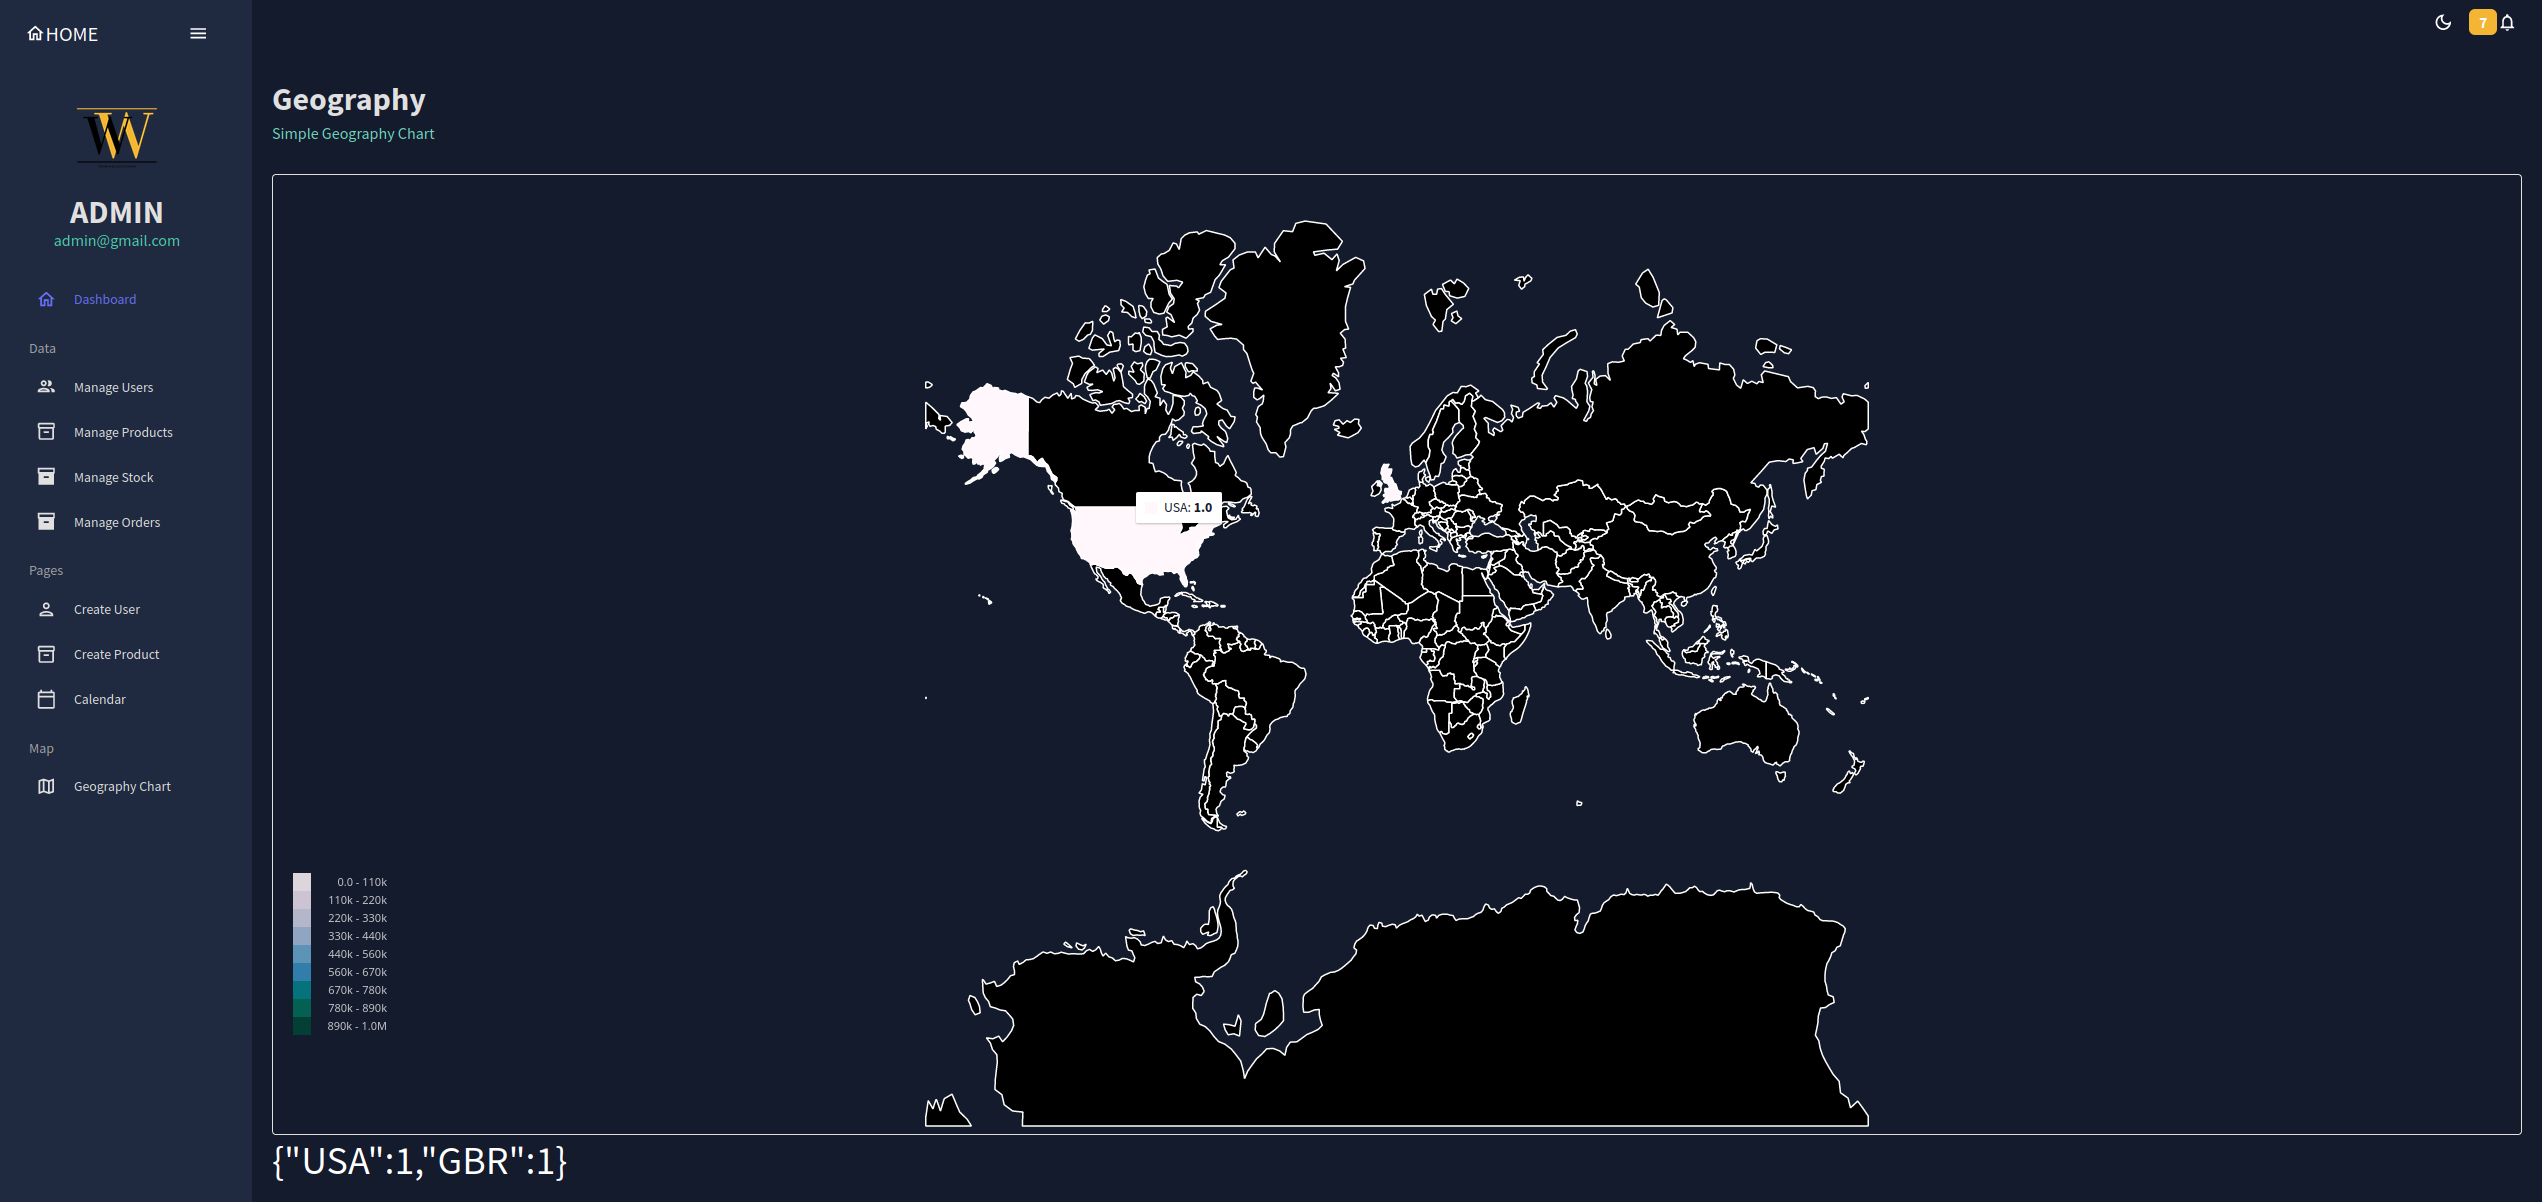 HOME
7
Geography
Simple Geography Chart
W
ADMIN
admin@gmail.com
Dashboard
Data
Manage Users
Manage Products
Manage Stock
Manage Orders
Pages
Create User
Create Product
Calendar
Map
Geography Chart
USA: 1.0
0.0 - 110k
110k - 220k
220k - 330k
330k - 440k
440k - 560k
560k - 670k
670k - 780k
780k - 890k
890k - 1.0M
{"USA":1,"GBR":1}